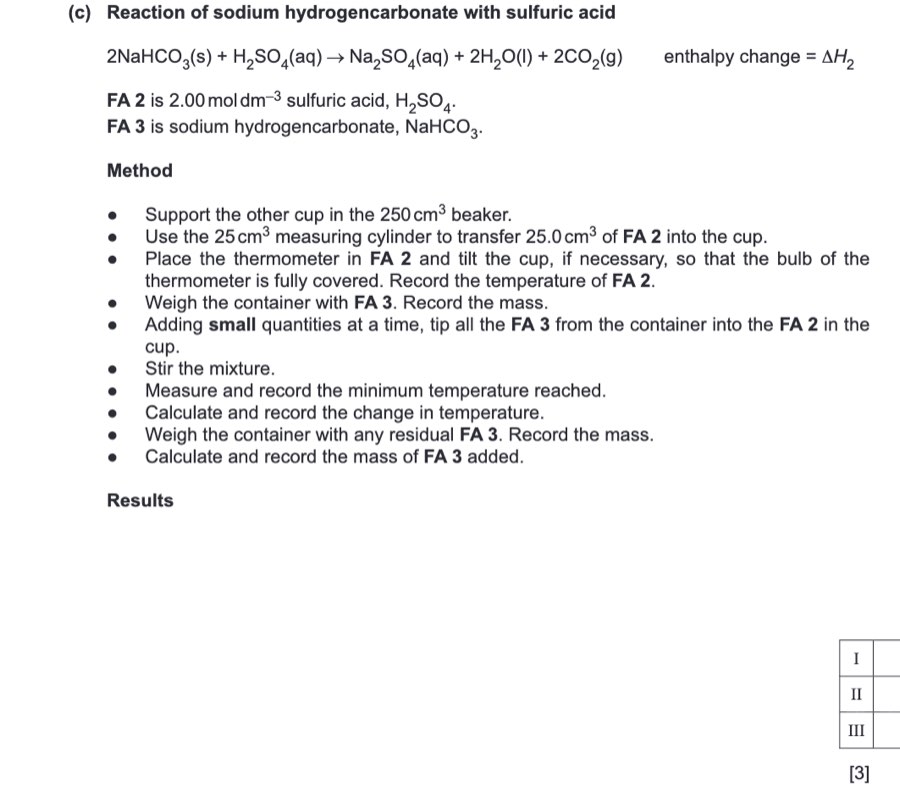 (c) Reaction of sodium hydrogencarbonate with sulfuric acid
2NaHCO₃(s) + H₂SO₄(aq) → Na₂SO₄(aq) + 2H₂O(l) + 2CO₂(g) enthalpy change = ΔH₂
FA 2 is 2.00 mol dm⁻³ sulfuric acid, H₂SO₄.
FA 3 is sodium hydrogencarbonate, NaHCO₃.
Method
• Support the other cup in the 250 cm³ beaker.
• Use the 25 cm³ measuring cylinder to transfer 25.0 cm³ of FA 2 into the cup.
• Place the thermometer in FA 2 and tilt the cup, if necessary, so that the bulb of the
thermometer is fully covered. Record the temperature of FA 2.
• Weigh the container with FA 3. Record the mass.
• Adding small quantities at a time, tip all the FA 3 from the container into the FA 2 in the
cup.
• Stir the mixture.
• Measure and record the minimum temperature reached.
• Calculate and record the change in temperature.
• Weigh the container with any residual FA 3. Record the mass.
• Calculate and record the mass of FA 3 added.
Results
I
II
III
[3]